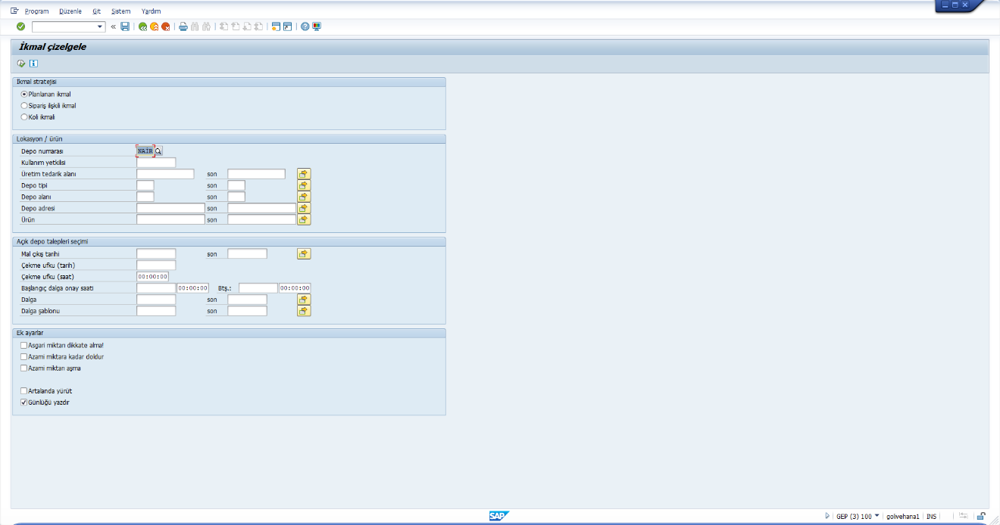 Program Düzenle Git Sistem Yardım
İkmal çizelgele
İkmal stratejisi
Planlanan ikmal
Sipariş ilişkili ikmal
Koli ikmali
Lokasyon / ürün
Depo numarası NAİR
Kullanım yetkilisi
Üretim tedarik alanı son
Depo tipi son
Depo alanı son
Depo adresi son
Ürün son
Açık depo talepleri seçimi
Mal çıkış tarihi son
Çekme ufku (tarih)
Çekme ufku (saat) 00:00:00
Başlangıç dalga onay saati 00:00:00 Btş.: 00:00:00
Dalga son
Dalga şablonu son
Ek ayarlar
Asgari miktarı dikkate alma!
Azami miktara kadar doldur
Azami miktarı aşma
Artalanda yürüt
Günlüğü yazdır
SAP GEP (3) 100 golivehana1 INS